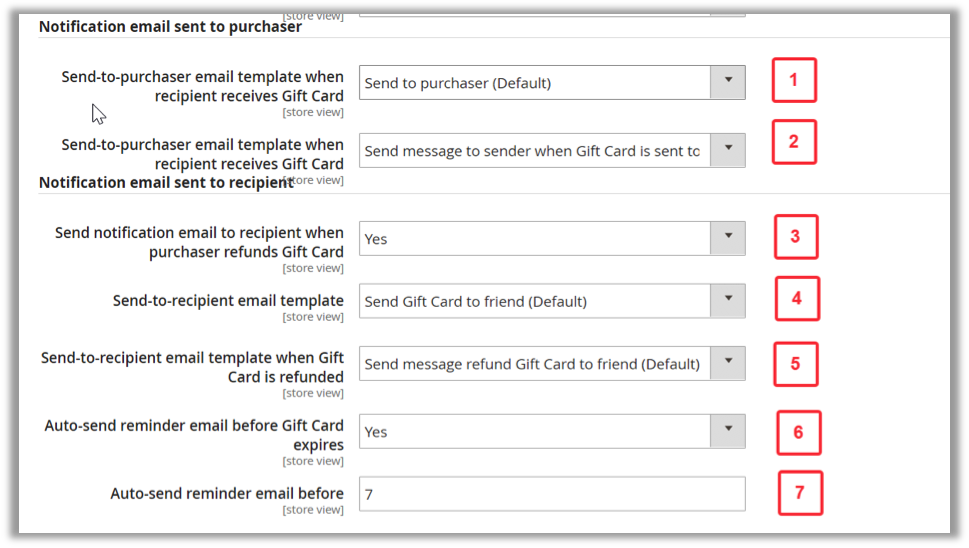 [store view]
Notification email sent to purchaser
Send-to-purchaser email template when
recipient receives Gift Card
[store view]
Send to purchaser (Default)
1
Send-to-purchaser email template when
recipient receives Gift Card
[store view]
Send message to sender when Gift Card is sent to
2
Notification email sent to recipient
Send notification email to recipient when
purchaser refunds Gift Card
[store view]
Yes
3
Send-to-recipient email template
[store view]
Send Gift Card to friend (Default)
4
Send-to-recipient email template when Gift
Card is refunded
[store view]
Send message refund Gift Card to friend (Default)
5
Auto-send reminder email before Gift Card
expires
[store view]
Yes
6
Auto-send reminder email before
[store view]
7
7